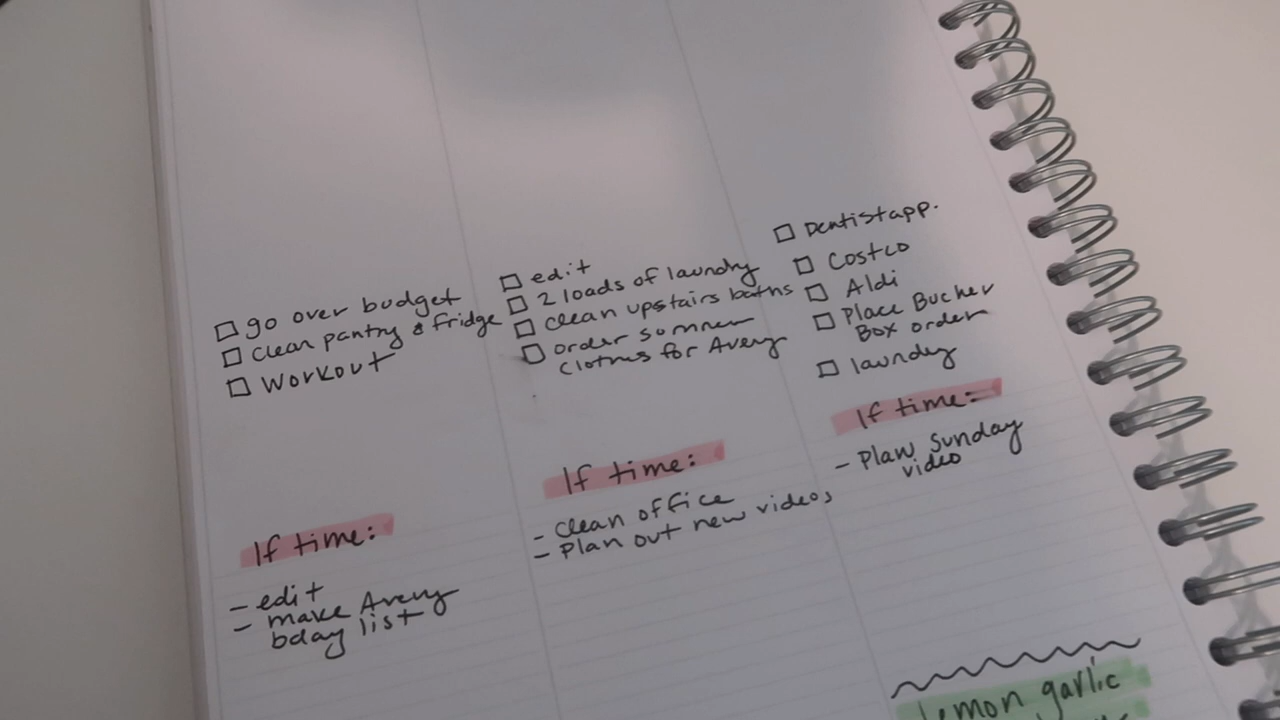 go over budget
clean pantry & fridge
workout
If time:
- edit
- make Avery
bday list
edit
2 loads of laundry
clean upstairs baths
order summer
clothes for Avery
If time:
- clean office
- Plan out new videos
Dentist app.
Costco
Aldi
Place Bucher
Box order
laundry
If time:
- Plan Sunday
video
lemon garlic